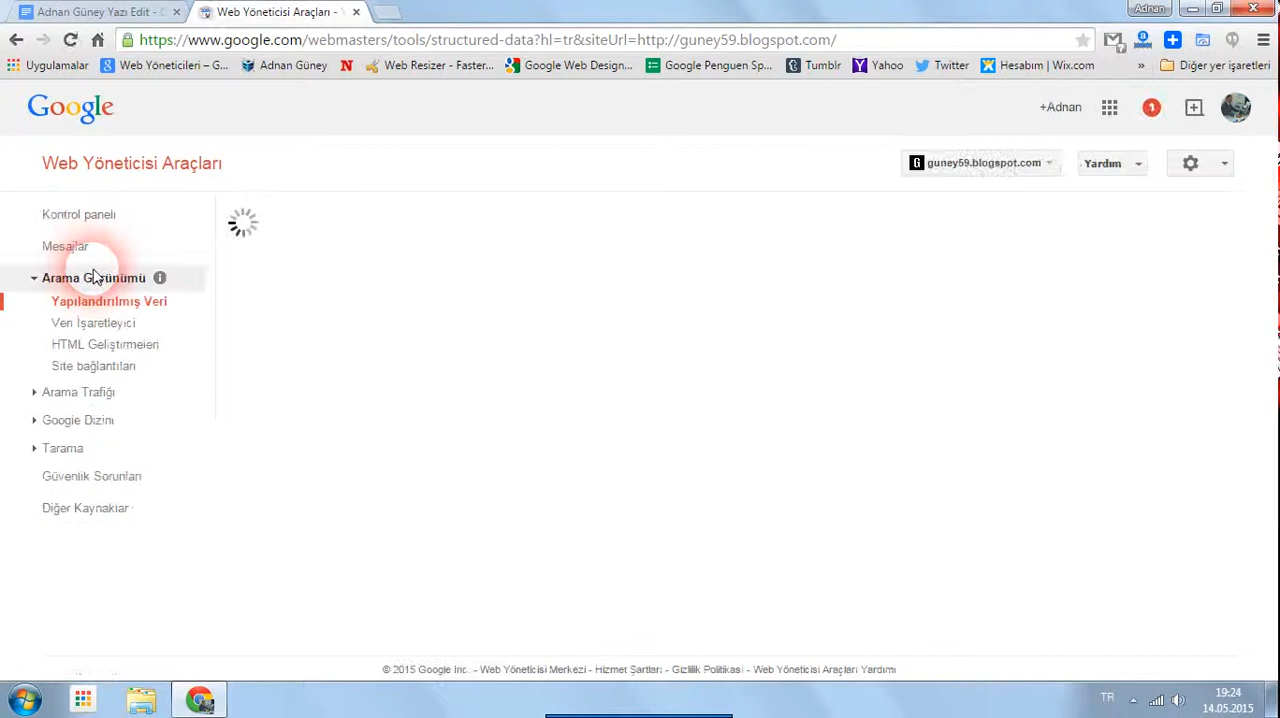 Adnan Güney Yazı Edit -
Web Yöneticisi Araçları -
Adnan
https://www.google.com/webmasters/tools/structured-data?hl=tr&siteUrl=http://guney59.blogspot.com/
Uygulamalar
Web Yöneticileri – G...
Adnan Güney
Web Resizer - Faster...
Google Web Design...
Google Penguen Sp...
Tumblr
Yahoo
Twitter
Hesabım | Wix.com
»
Diğer yer işaretleri
Google
+Adnan
Web Yöneticisi Araçları
guney59.blogspot.com
Yardım
Kontrol paneli
Mesajlar
Arama Görünümü
Yapılandırılmış Veri
Veri İşaretleyici
HTML Geliştirmeleri
Site bağlantıları
Arama Trafiği
Google Dizini
Tarama
Güvenlik Sorunları
Diğer Kaynaklar
© 2015 Google Inc. - Web Yöneticisi Merkezi - Hizmet Şartları - Gizlilik Politikası - Web Yöneticisi Araçları Yardımı
TR
19:24
14.05.2015